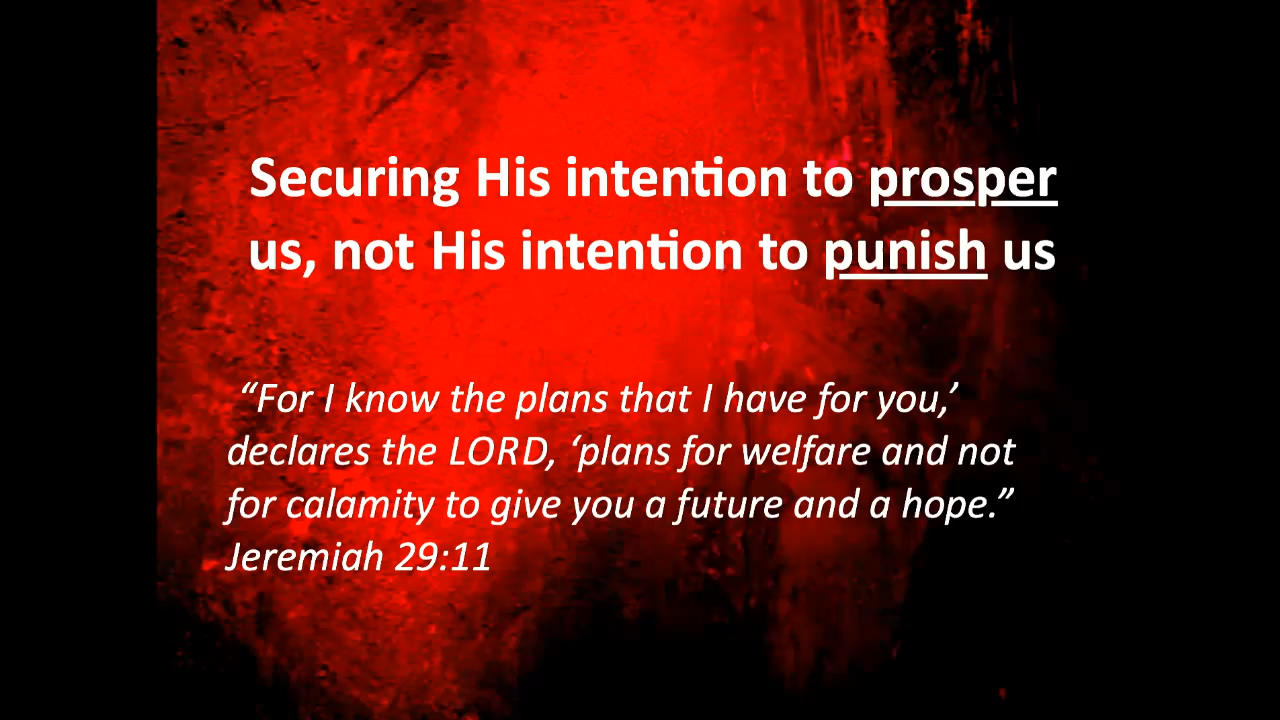 Securing His intention to prosper
us, not His intention to punish us
“For I know the plans that I have for you,’
declares the LORD, ‘plans for welfare and not
for calamity to give you a future and a hope.”
Jeremiah 29:11